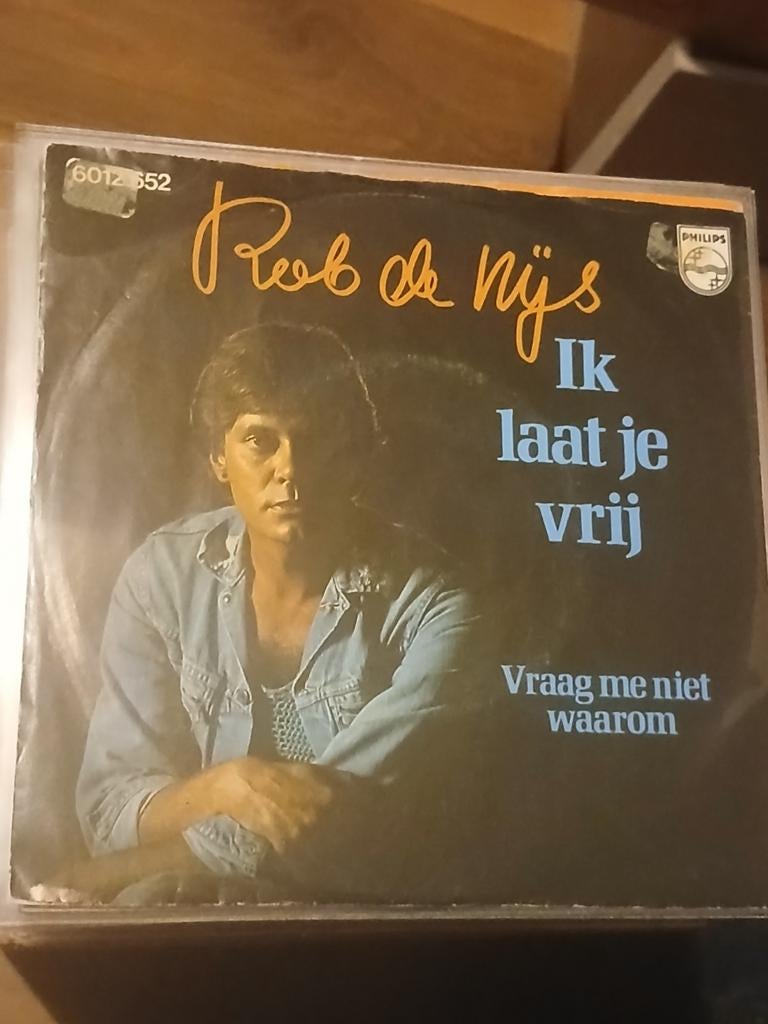 6012 652
Rob de Nijs
PHILIPS
Ik
laat je
vrij
Vraag me niet
waarom